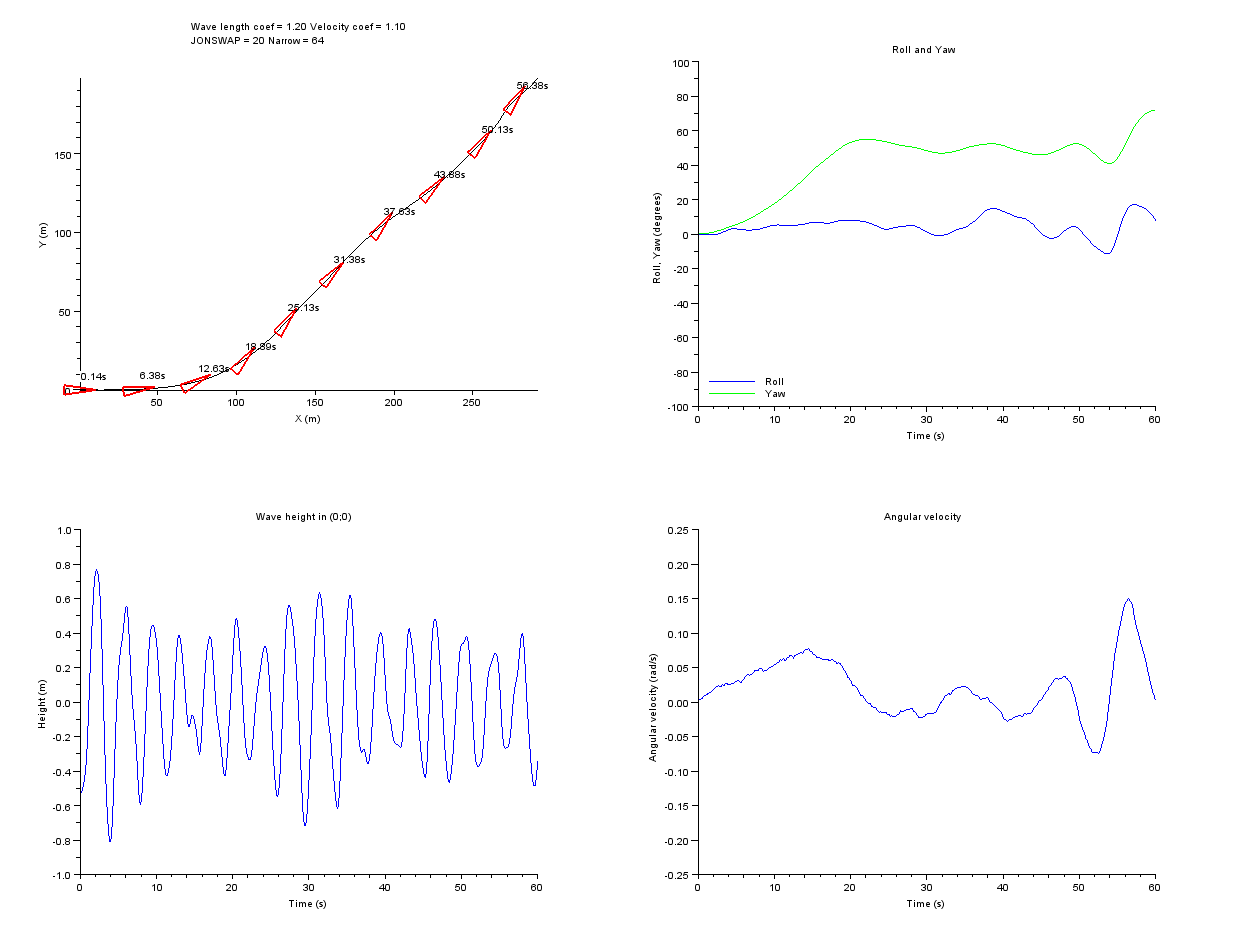 Wave length coef = 1.20 Velocity coef = 1.10
JONSWAP = 20 Narrow = 64
56.38s
50.13s
43.88s
37.63s
31.38s
25.13s
18.89s
12.63s
6.38s
0.14s
150
100
50
0
Y (m)
50
100
150
200
250
X (m)
Roll and Yaw
100
80
60
40
20
0
-20
-40
-60
-80
-100
Roll, Yaw (degrees)
Roll
Yaw
0
10
20
30
40
50
60
Time (s)
Wave height in (0;0)
1.0
0.8
0.6
0.4
0.2
0.0
-0.2
-0.4
-0.6
-0.8
-1.0
Height (m)
0
10
20
30
40
50
60
Time (s)
Angular velocity
0.25
0.20
0.15
0.10
0.05
0.00
-0.05
-0.10
-0.15
-0.20
-0.25
Angular velocity (rad/s)
0
10
20
30
40
50
60
Time (s)